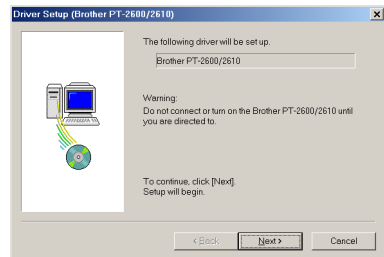 Driver Setup (Brother PT-2600/2610)
The following driver will be set up.
Brother PT-2600/2610
Warning:
Do not connect or turn on the Brother PT-2600/2610 until
you are directed to.
To continue, click [Next].
Setup will begin.
< Back
Next >
Cancel